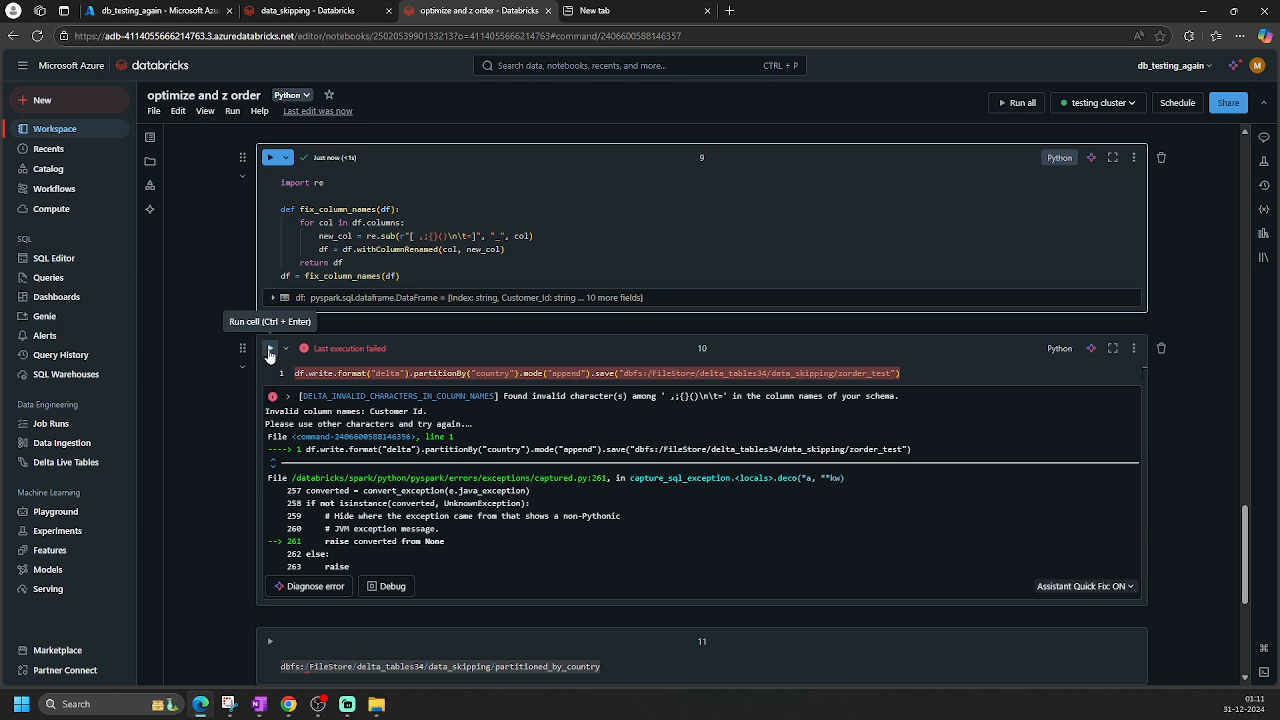 db_testing_again - Microsoft Azu
data_skipping - Databricks
optimize and z order - Databricks
New tab
https://adb-4114055666214763.3.azuredatabricks.net/editor/notebooks/2502053990133213?o=4114055666214763#command/2406600588146357
Microsoft Azure
databricks
Search data, notebooks, recents, and more...
CTRL + P
db_testing_again
M
New
Workspace
Recents
Catalog
Workflows
Compute
SQL
SQL Editor
Queries
Dashboards
Genie
Alerts
Query History
SQL Warehouses
Data Engineering
Job Runs
Data Ingestion
Delta Live Tables
Machine Learning
Playground
Experiments
Features
Models
Serving
Marketplace
Partner Connect
optimize and z order
Python
File Edit View Run Help
Last edit was now
Run all
testing cluster
Schedule
Share
Just now (<1s)
9
Python
import re
def fix_column_names(df):
for col in df.columns:
new_col = re.sub(r"[ ,;{}()\n\t=]", "_", col)
df = df.withColumnRenamed(col, new_col)
return df
df = fix_column_names(df)
df: pyspark.sql.dataframe.DataFrame = [Index: string, Customer_Id: string ... 10 more fields]
Run cell (Ctrl + Enter)
Last execution failed
10
Python
1 df.write.format("delta").partitionBy("country").mode("append").save("dbfs:/FileStore/delta_tables34/data_skipping/zorder_test")
[DELTA_INVALID_CHARACTERS_IN_COLUMN_NAMES] Found invalid character(s) among ' ,;{}()\n\t=' in the column names of your schema.
Invalid column names: Customer Id.
Please use other characters and try again...
File <command-2406600588146356>, line 1
----> 1 df.write.format("delta").partitionBy("country").mode("append").save("dbfs:/FileStore/delta_tables34/data_skipping/zorder_test")
File /databricks/spark/python/pyspark/errors/exceptions/captured.py:261, in capture_sql_exception.<locals>.deco(*a, **kw)
257 converted = convert_exception(e.java_exception)
258 if not isinstance(converted, UnknownException):
259 # Hide where the exception came from that shows a non-Pythonic
260 # JVM exception message.
--> 261 raise converted from None
262 else:
263 raise
Diagnose error
Debug
Assistant Quick Fix: ON
11
dbfs:/FileStore/delta_tables34/data_skipping/partitioned_by_country
Search
01:11
31-12-2024